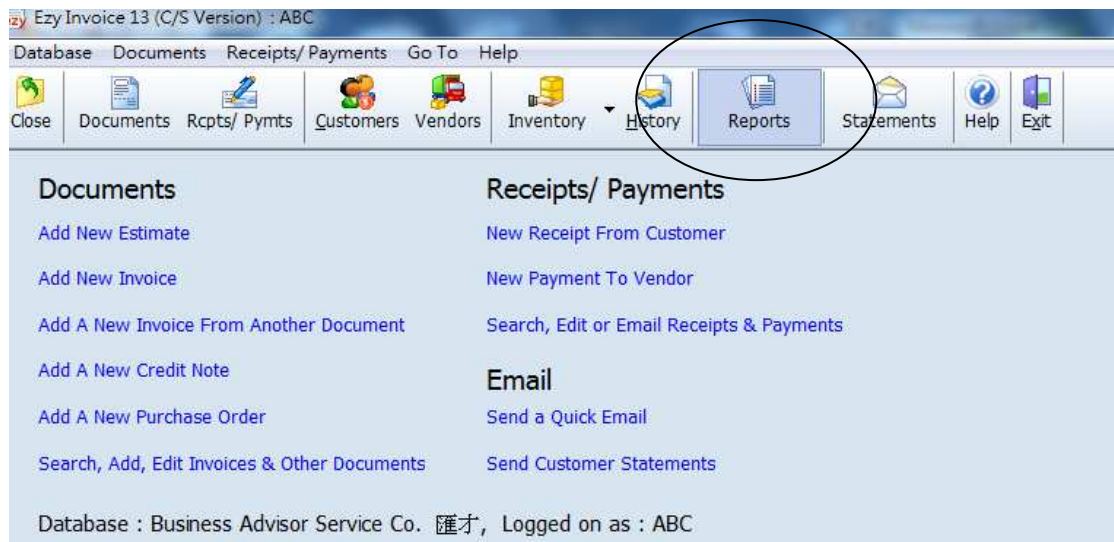 Ezy Invoice 13 (C/S Version) : ABC
Database Documents Receipts/ Payments Go To Help
Close Documents Rcpts/ Pymts Customers Vendors Inventory History Reports Statements Help Exit
Documents Receipts/ Payments
Add New Estimate New Receipt From Customer
Add New Invoice New Payment To Vendor
Add A New Invoice From Another Document Search, Edit or Email Receipts & Payments
Add A New Credit Note Email
Add A New Purchase Order Send a Quick Email
Search, Add, Edit Invoices & Other Documents Send Customer Statements
Database : Business Advisor Service Co. 匯才, Logged on as : ABC